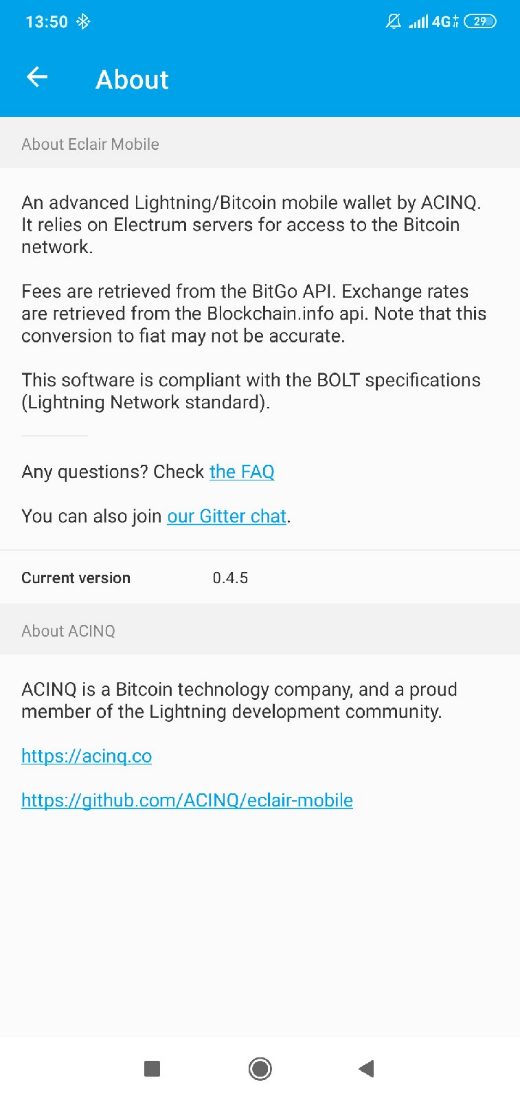 13:50
4G+
29
About
About Eclair Mobile
An advanced Lightning/Bitcoin mobile wallet by ACINQ.
It relies on Electrum servers for access to the Bitcoin
network.
Fees are retrieved from the BitGo API. Exchange rates
are retrieved from the Blockchain.info api. Note that this
conversion to fiat may not be accurate.
This software is compliant with the BOLT specifications
(Lightning Network standard).
Any questions? Check the FAQ
You can also join our Gitter chat.
Current version 0.4.5
About ACINQ
ACINQ is a Bitcoin technology company, and a proud
member of the Lightning development community.
https://acinq.co
https://github.com/ACINQ/eclair-mobile